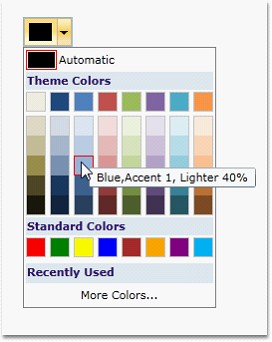 Automatic
Theme Colors
Blue,Accent 1, Lighter 40%
Standard Colors
Recently Used
More Colors...